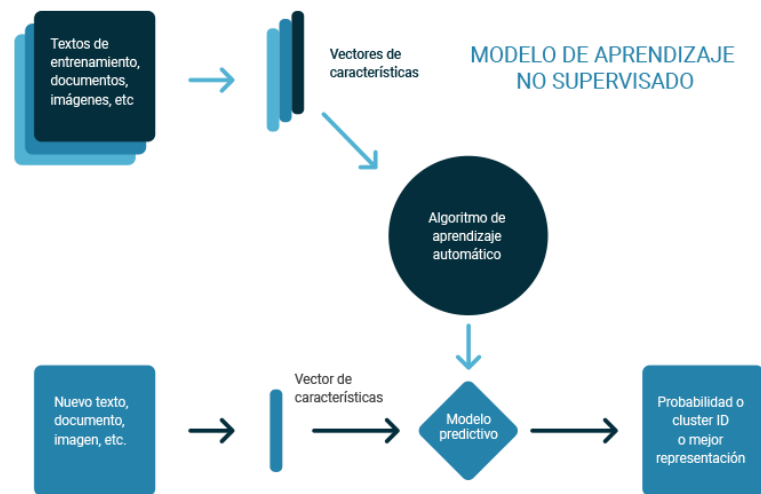 Textos de
entrenamiento,
documentos,
imágenes, etc
Vectores de
características
MODELO DE APRENDIZAJE
NO SUPERVISADO
Algoritmo de
aprendizaje
automático
Nuevo texto,
documento,
imagen, etc.
Vector de
características
Modelo
predictivo
Probabilidad o
cluster ID
o mejor
representación